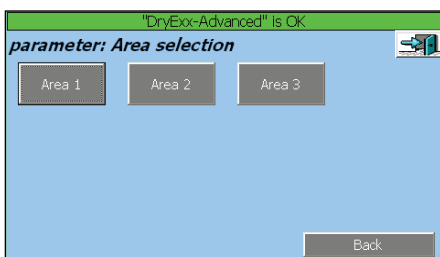 "DryExx-Advanced" is OK
parameter: Area selection
Area 1 Area 2 Area 3
Back